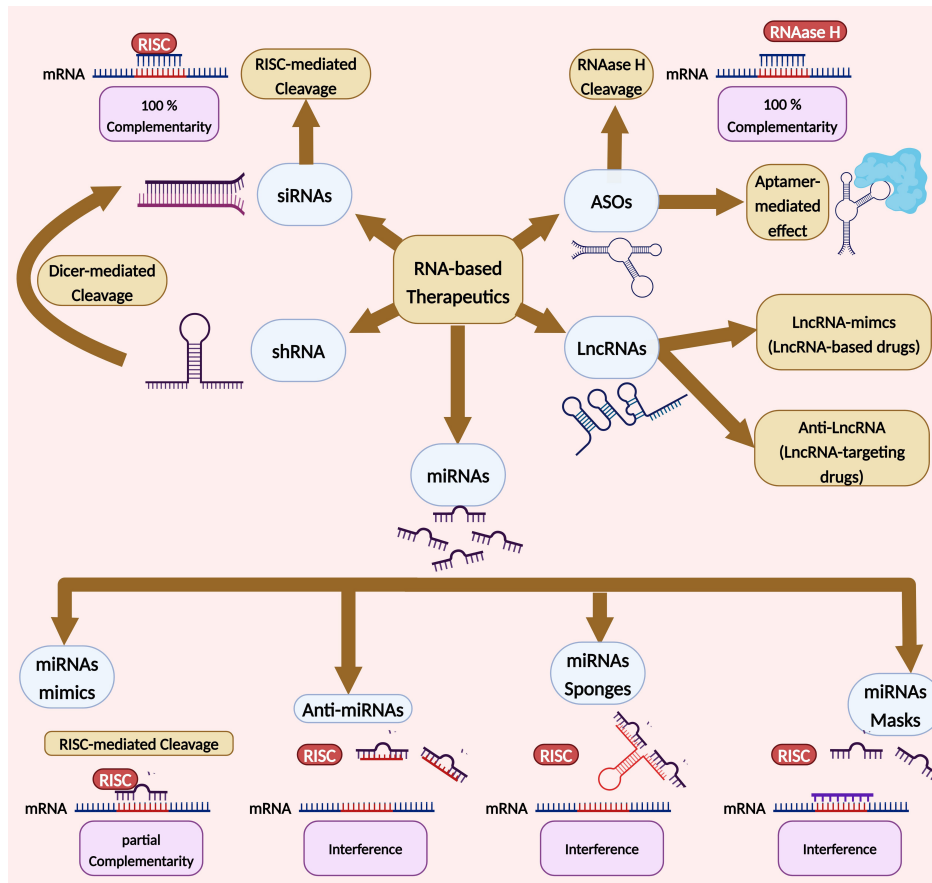 RISC
mRNA
100 %
Complementarity
RISC-mediated
Cleavage
RNAase H
Cleavage
RNAase H
mRNA
100 %
Complementarity
siRNAs
ASOs
Aptamer-
mediated
effect
Dicer-mediated
Cleavage
RNA-based
Therapeutics
shRNA
LncRNAs
LncRNA-mimcs
(LncRNA-based drugs)
Anti-LncRNA
(LncRNA-targeting
drugs)
miRNAs
miRNAs
mimics
Anti-miRNAs
miRNAs
Sponges
miRNAs
Masks
RISC-mediated Cleavage
RISC
mRNA
partial
Complementarity
RISC
mRNA
Interference
RISC
mRNA
Interference
RISC
mRNA
Interference